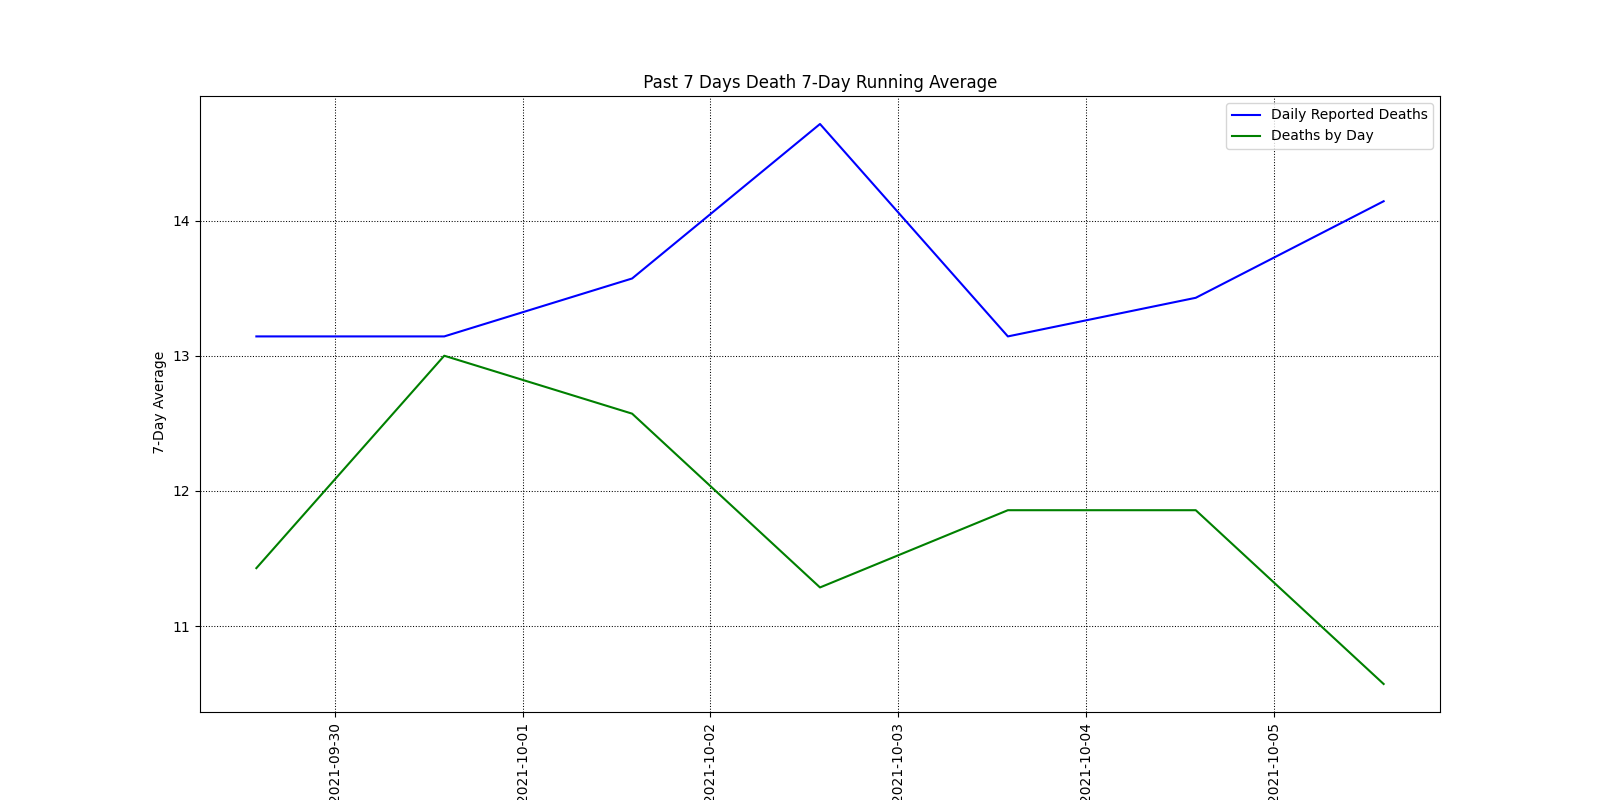 Past 7 Days Death 7-Day Running Average
Daily Reported Deaths
Deaths by Day
7-Day Average
14
13
12
11
2021-09-30
2021-10-01
2021-10-02
2021-10-03
2021-10-04
2021-10-05